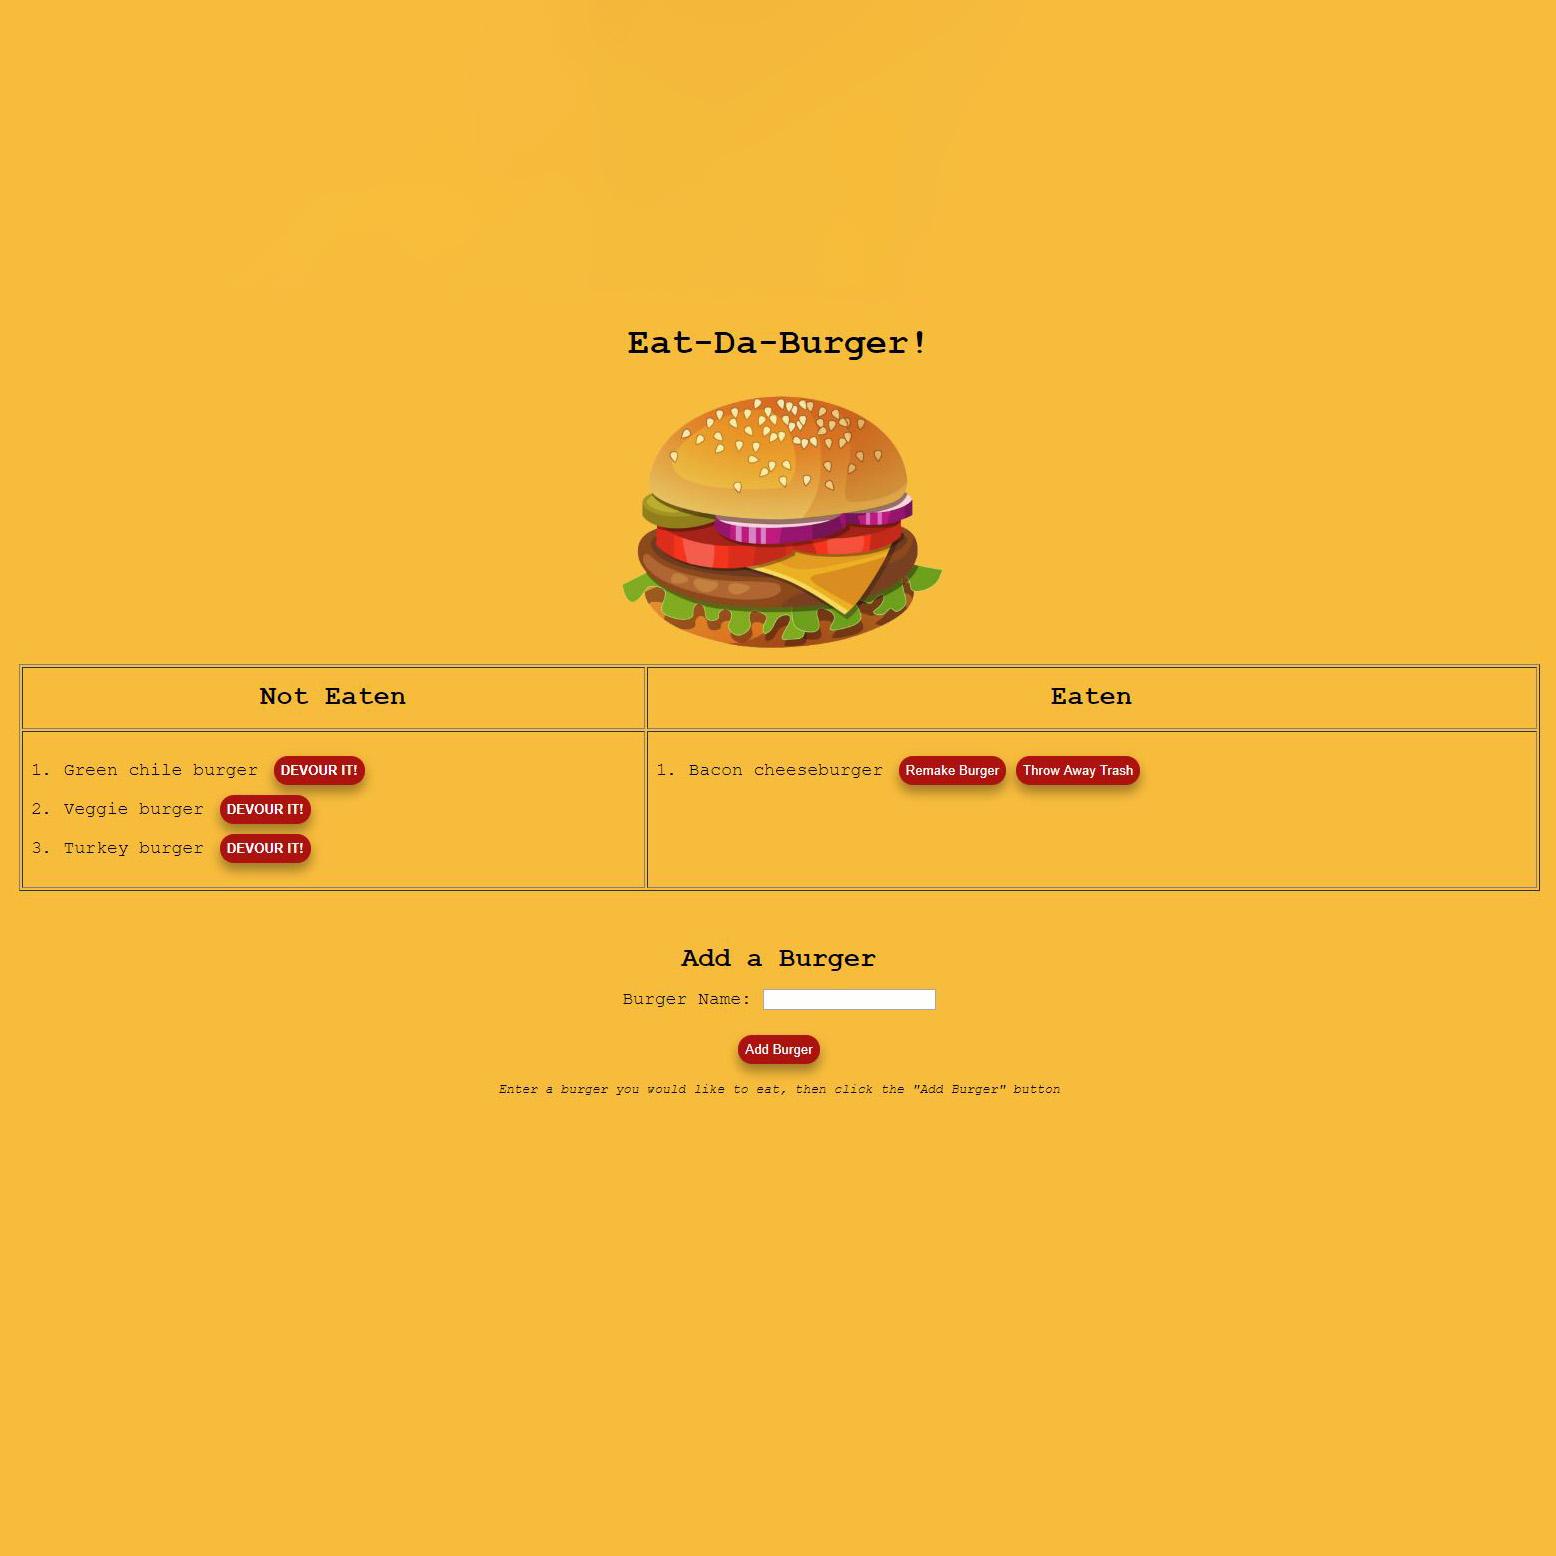 Eat-Da-Burger!
Not Eaten
Eaten
1. Green chile burger DEVOUR IT!
2. Veggie burger DEVOUR IT!
3. Turkey burger DEVOUR IT!
1. Bacon cheeseburger Remake Burger Throw Away Trash
Add a Burger
Burger Name:
Add Burger
Enter a burger you would like to eat, then click the "Add Burger" button